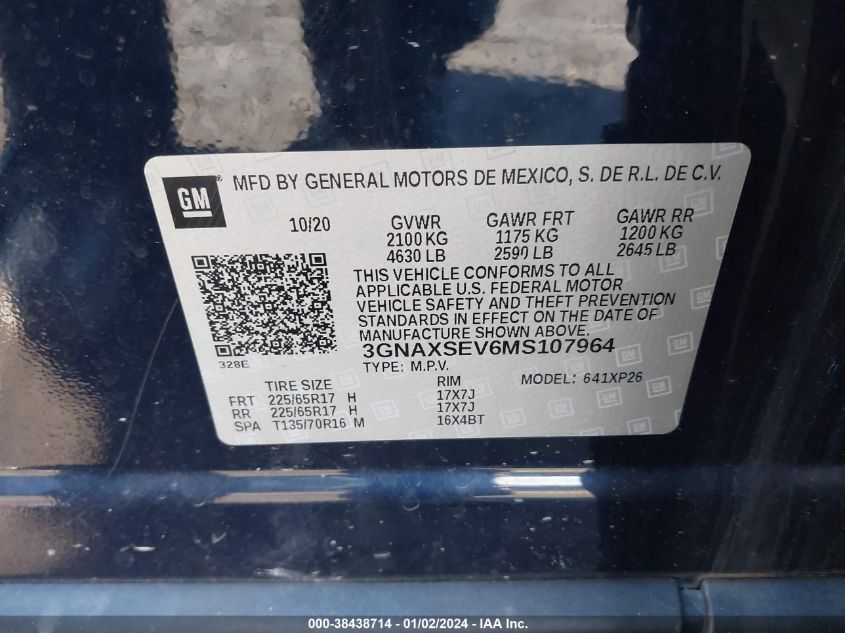 GM ®
MFD BY GENERAL MOTORS DE MEXICO, S. DE R.L. DE C.V.
10/20 GVWR GAWR FRT GAWR RR
2100 KG 1175 KG 1200 KG
4630 LB 2590 LB 2645 LB
THIS VEHICLE CONFORMS TO ALL
APPLICABLE U.S. FEDERAL MOTOR
VEHICLE SAFETY AND THEFT PREVENTION
STANDARDS IN EFFECT ON THE DATE OF
MANUFACTURE SHOWN ABOVE.
328E
3GNAXSEV6MS107964
TYPE: M.P.V.
TIRE SIZE RIM MODEL: 641XP26
FRT 225/65R17 H 17X7J
RR 225/65R17 H 17X7J
SPA T135/70R16 M 16X4BT
000-38438714 - 01/02/2024 - IAA Inc.